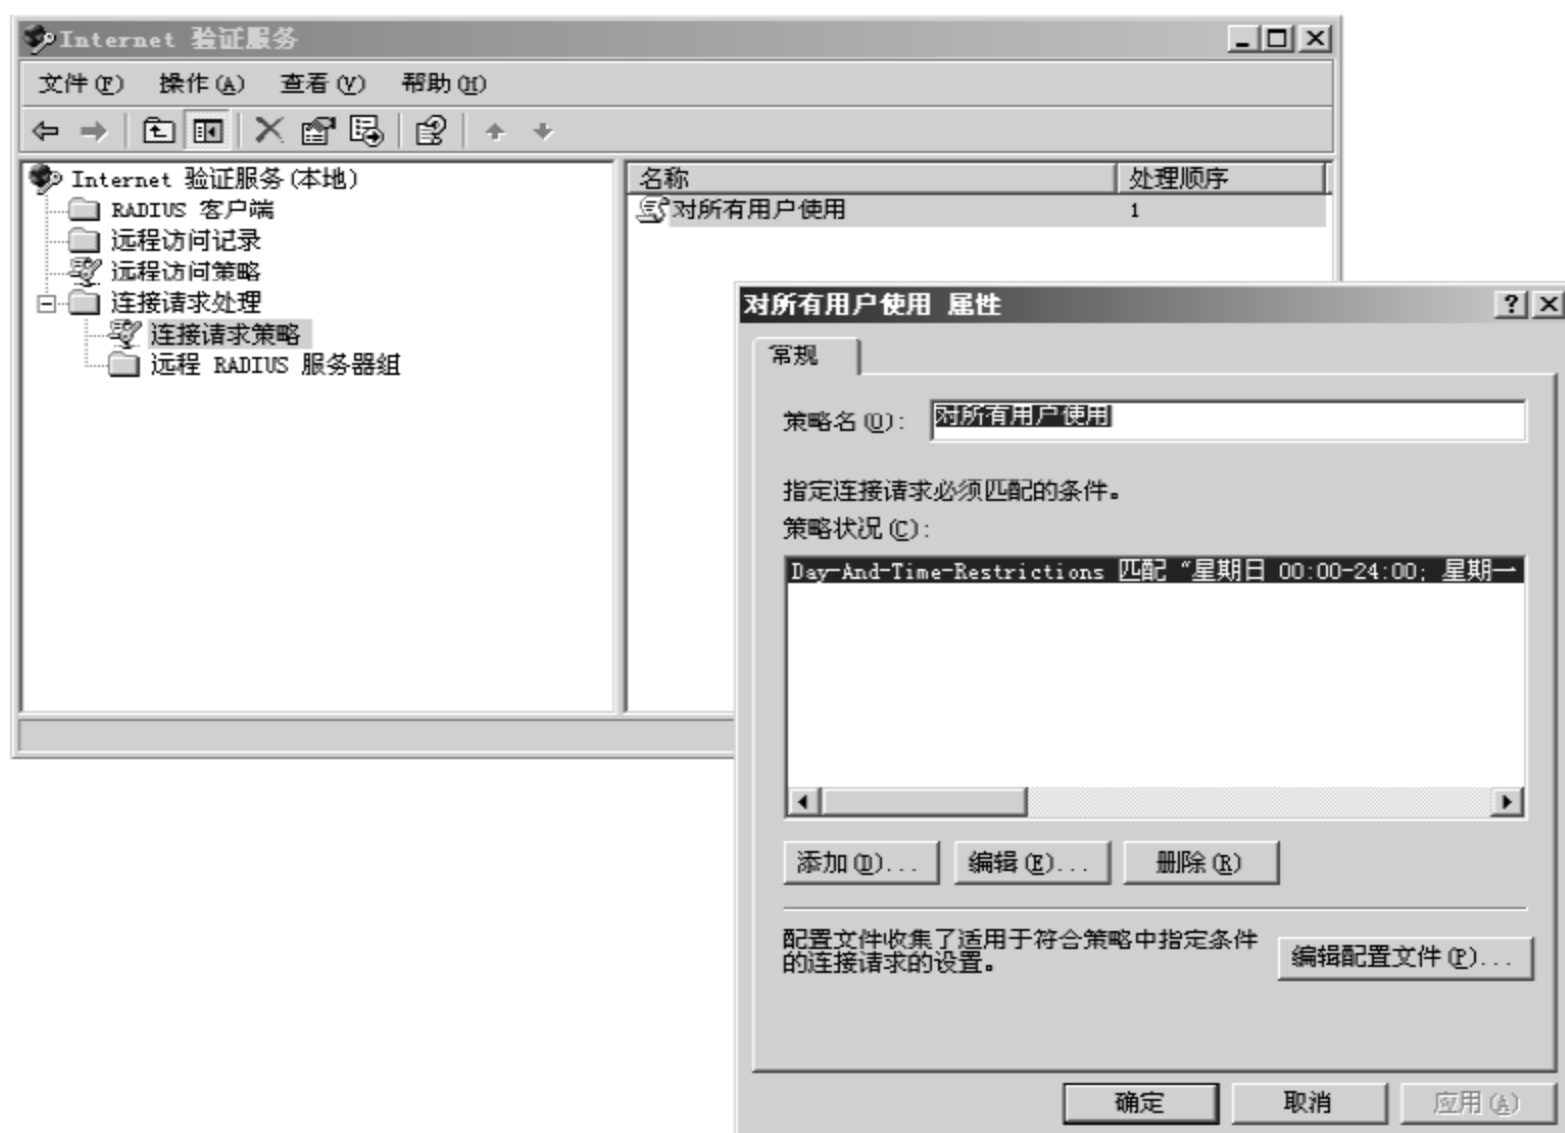 Internet 验证服务
文件(F) 操作(A) 查看(V) 帮助(H)
Internet 验证服务(本地)
RADIUS 客户端
远程访问记录
远程访问策略
连接请求处理
连接请求策略
远程 RADIUS 服务器组
名称 处理顺序
对所有用户使用 1
对所有用户使用 属性
常规
策略名(O): 对所有用户使用
指定连接请求必须匹配的条件。
策略状况(C):
Day-And-Time-Restrictions 匹配 “星期日 00:00-24:00; 星期一
添加(D)... 编辑(E)... 删除(R)
配置文件收集了适用于符合策略中指定条件
的连接请求的设置。
编辑配置文件(P)...
确定 取消 应用(A)